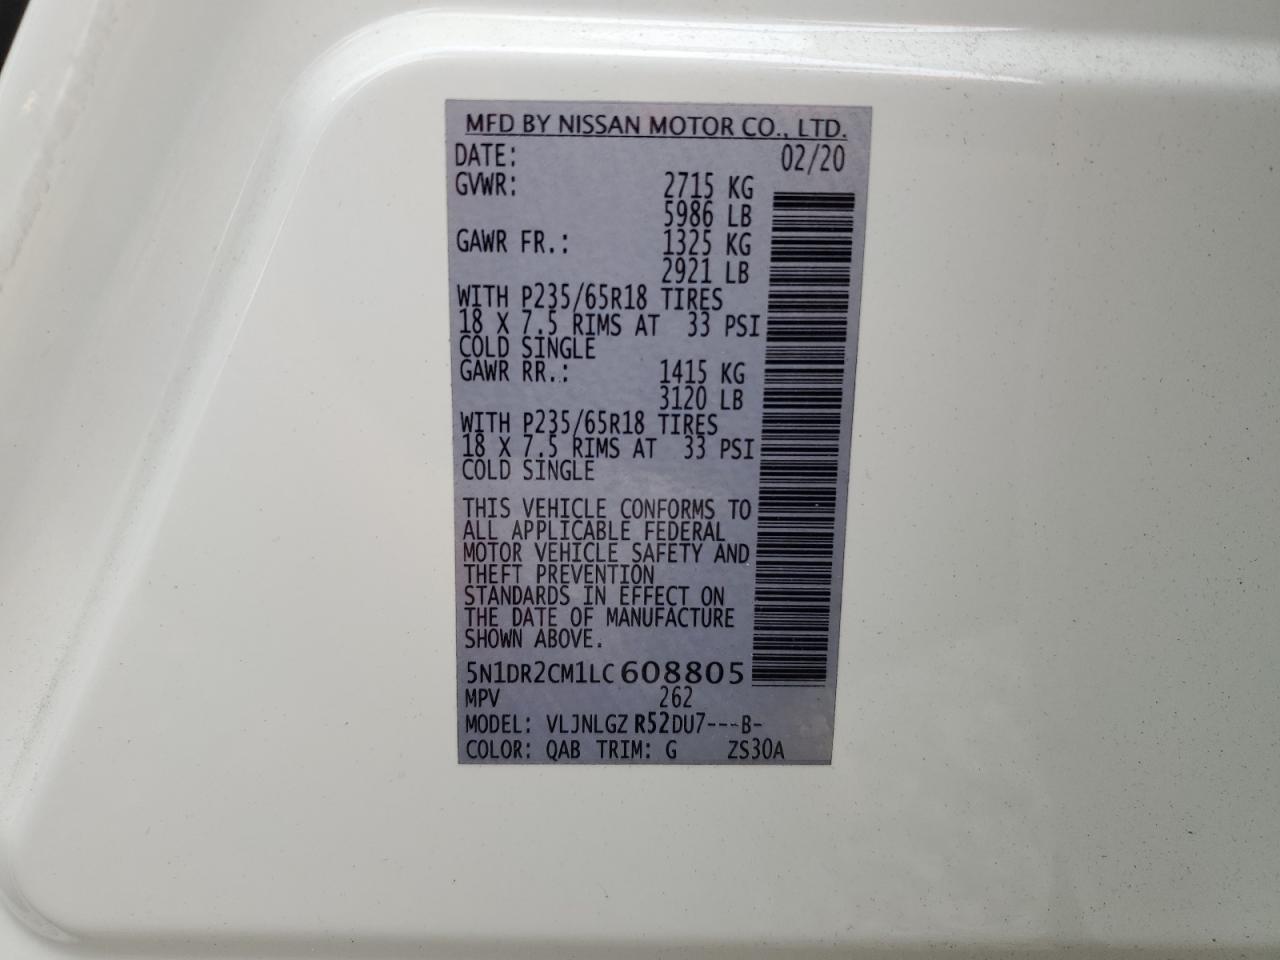 MFD BY NISSAN MOTOR CO., LTD.
DATE: 02/20
GVWR: 2715 KG
5986 LB
GAWR FR.: 1325 KG
2921 LB
WITH P235/65R18 TIRES
18 X 7.5 RIMS AT 33 PSI
COLD SINGLE
GAWR RR.: 1415 KG
3120 LB
WITH P235/65R18 TIRES
18 X 7.5 RIMS AT 33 PSI
COLD SINGLE
THIS VEHICLE CONFORMS TO
ALL APPLICABLE FEDERAL
MOTOR VEHICLE SAFETY AND
THEFT PREVENTION
STANDARDS IN EFFECT ON
THE DATE OF MANUFACTURE
SHOWN ABOVE.
5N1DR2CM1LC608805
MPV 262
MODEL: VLJNLGZ R52DU7---B-
COLOR: QAB TRIM: G ZS30A